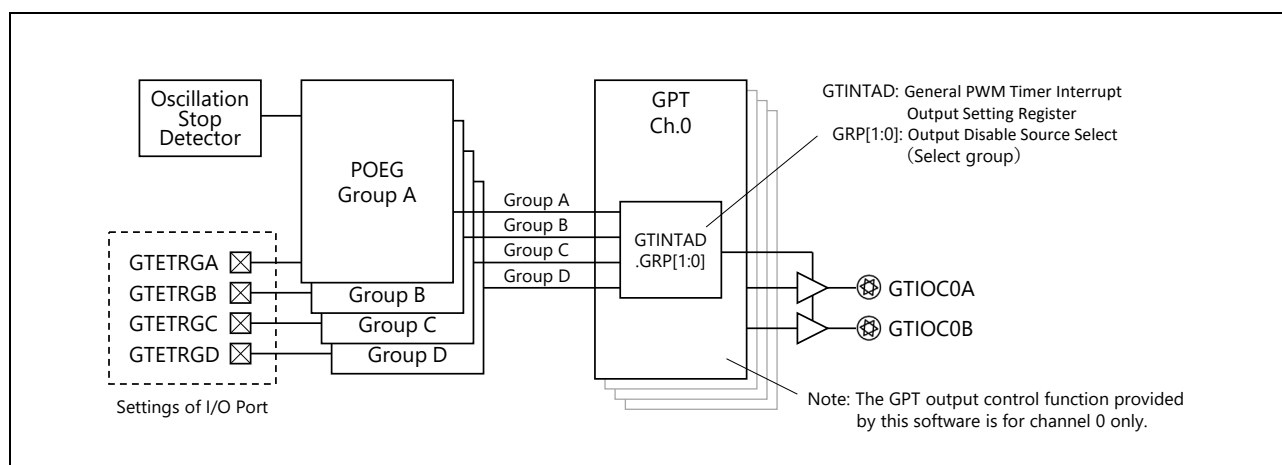 Oscillation
Stop
Detector
POEG
Group A
Group B
Group C
Group D
GTETRGA
GTETRGB
GTETRGC
GTETRGD
Settings of I/O Port
Group A
Group B
Group C
Group D
GPT
Ch.0
GTINTAD
.GRP[1:0]
GTINTAD: General PWM Timer Interrupt
Output Setting Register
GRP[1:0]: Output Disable Source Select
（Select group）
GTIOC0A
GTIOC0B
Note: The GPT output control function provided
by this software is for channel 0 only.